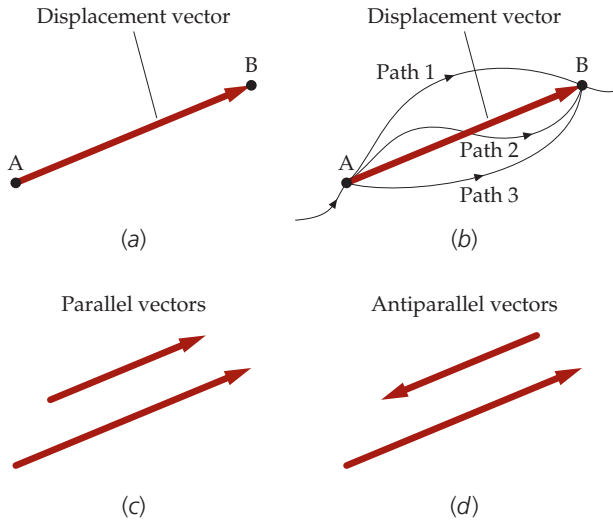 Displacement vector
B
A
(a)
Displacement vector
B
Path 1
A
Path 2
Path 3
(b)
Parallel vectors
(c)
Antiparallel vectors
(d)